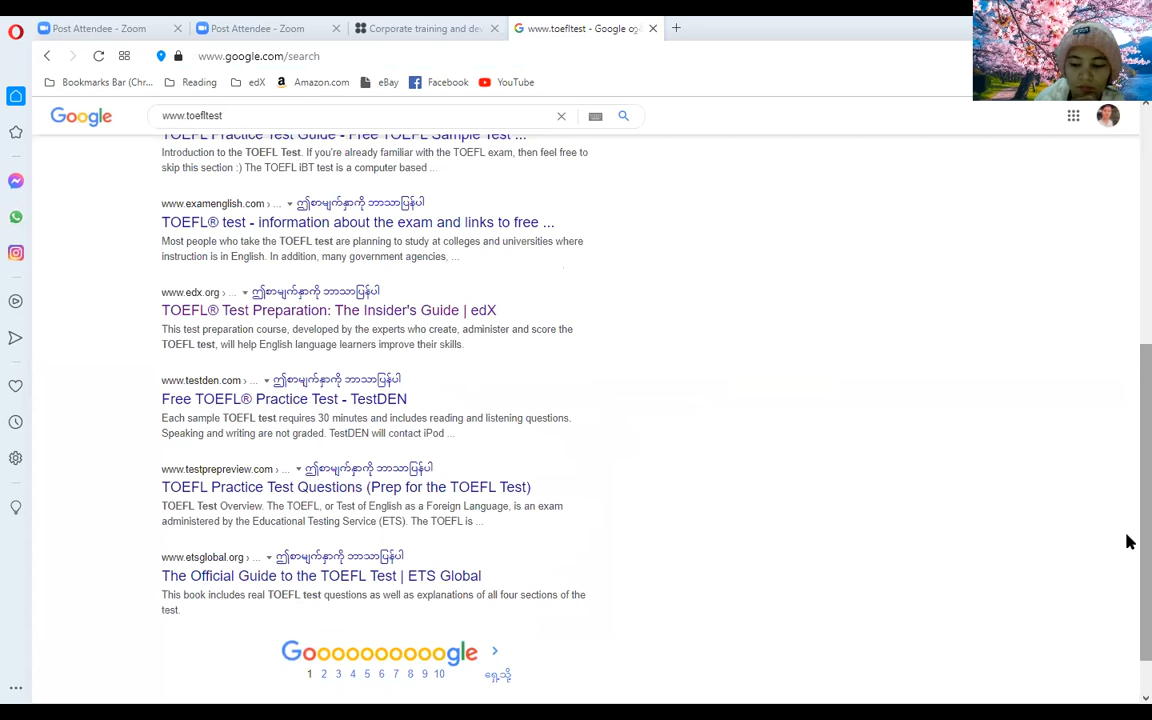 Post Attendee - Zoom
Post Attendee - Zoom
Corporate training and dev
www.toefltest - Google
www.google.com/search
Bookmarks Bar (Chr... Reading edX Amazon.com eBay Facebook YouTube
Google
www.toefltest
TOEFL Practice Test Guide - Free TOEFL Sample Test ...
Introduction to the TOEFL Test. If you're already familiar with the TOEFL exam, then feel free to
skip this section :) The TOEFL iBT test is a computer based ...
www.examenglish.com › ... ဤစာမျက်နှာကို ဘာသာပြန်ပါ
TOEFL® test - information about the exam and links to free ...
Most people who take the TOEFL test are planning to study at colleges and universities where
instruction is in English. In addition, many government agencies, ...
www.edx.org › ... ဤစာမျက်နှာကို ဘာသာပြန်ပါ
TOEFL® Test Preparation: The Insider's Guide | edX
This test preparation course, developed by the experts who create, administer and score the
TOEFL test, will help English language learners improve their skills.
www.testden.com › ... ဤစာမျက်နှာကို ဘာသာပြန်ပါ
Free TOEFL® Practice Test - TestDEN
Each sample TOEFL test requires 30 minutes and includes reading and listening questions.
Speaking and writing are not graded. TestDEN will contact iPod ...
www.testprepreview.com › ... ဤစာမျက်နှာကို ဘာသာပြန်ပါ
TOEFL Practice Test Questions (Prep for the TOEFL Test)
TOEFL Test Overview. The TOEFL, or Test of English as a Foreign Language, is an exam
administered by the Educational Testing Service (ETS). The TOEFL is ...
www.etsglobal.org › ... ဤစာမျက်နှာကို ဘာသာပြန်ပါ
The Official Guide to the TOEFL Test | ETS Global
This book includes real TOEFL test questions as well as explanations of all four sections of the
test.
Goooooooooogle ›
1 2 3 4 5 6 7 8 9 10 ရှေ့သို့